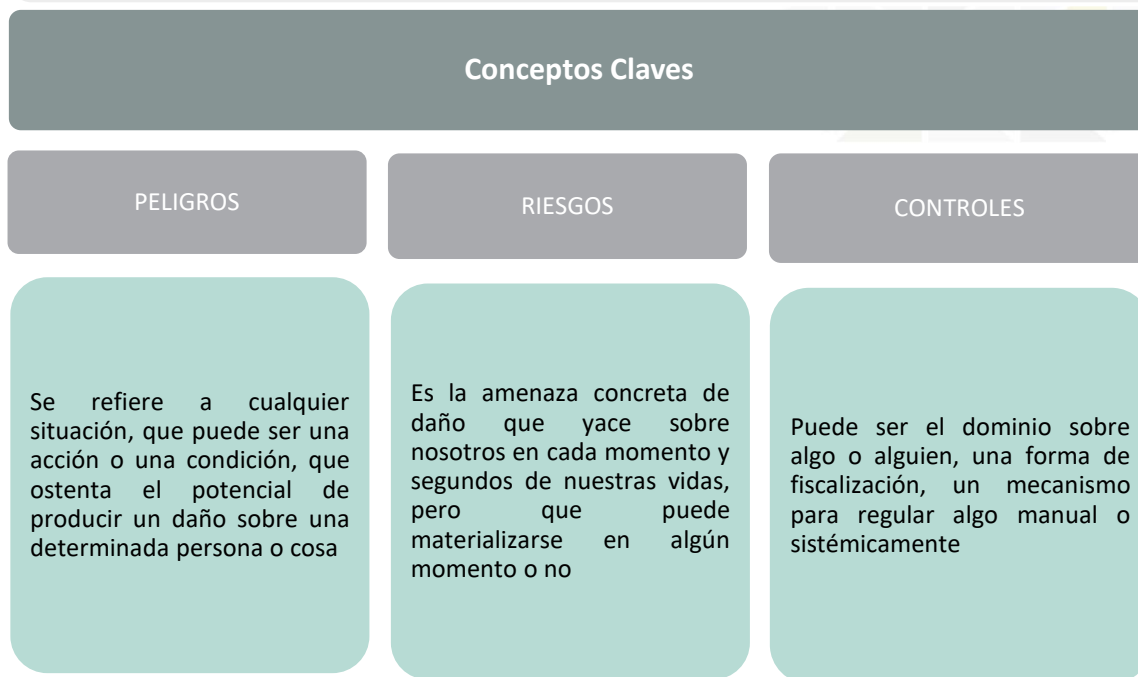 Conceptos Claves
PELIGROS
RIESGOS
CONTROLES
Se refiere a cualquier
situación, que puede ser una
acción o una condición, que
ostenta el potencial de
producir un daño sobre una
determinada persona o cosa
Es la amenaza concreta de
daño que yace sobre
nosotros en cada momento y
segundos de nuestras vidas,
pero que puede
materializarse en algún
momento o no
Puede ser el dominio sobre
algo o alguien, una forma de
fiscalización, un mecanismo
para regular algo manual o
sistémicamente